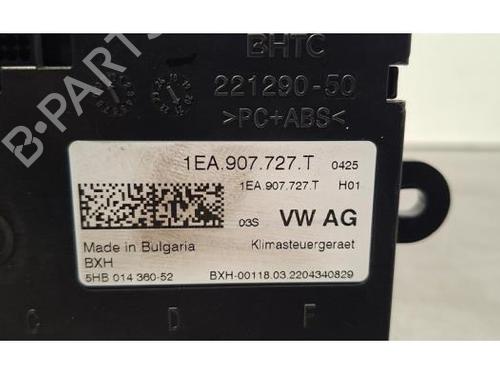 BHTC
221290-50
>PC+ABS<
1EA.907.727.T 0425
1EA.907.727.T H01
03S VW AG
Made in Bulgaria Klimasteuergeraet
BXH
5HB 014 360-52 BXH-00118.03.2204340829
C D F
B-PARTS